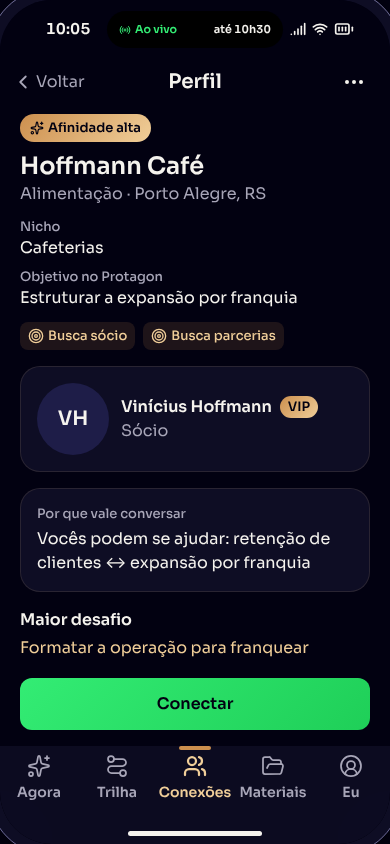 10:05
Ao vivo
até 10h30
Voltar
Perfil
Afinidade alta
Hoffmann Café
Alimentação · Porto Alegre, RS
Nicho
Cafeterias
Objetivo no Protagon
Estruturar a expansão por franquia
Busca sócio
Busca parcerias
VH
Vinícius Hoffmann
VIP
Sócio
Por que vale conversar
Vocês podem se ajudar: retenção de
clientes ↔ expansão por franquia
Maior desafio
Formatar a operação para franquear
Conectar
Agora
Trilha
Conexões
Materiais
Eu